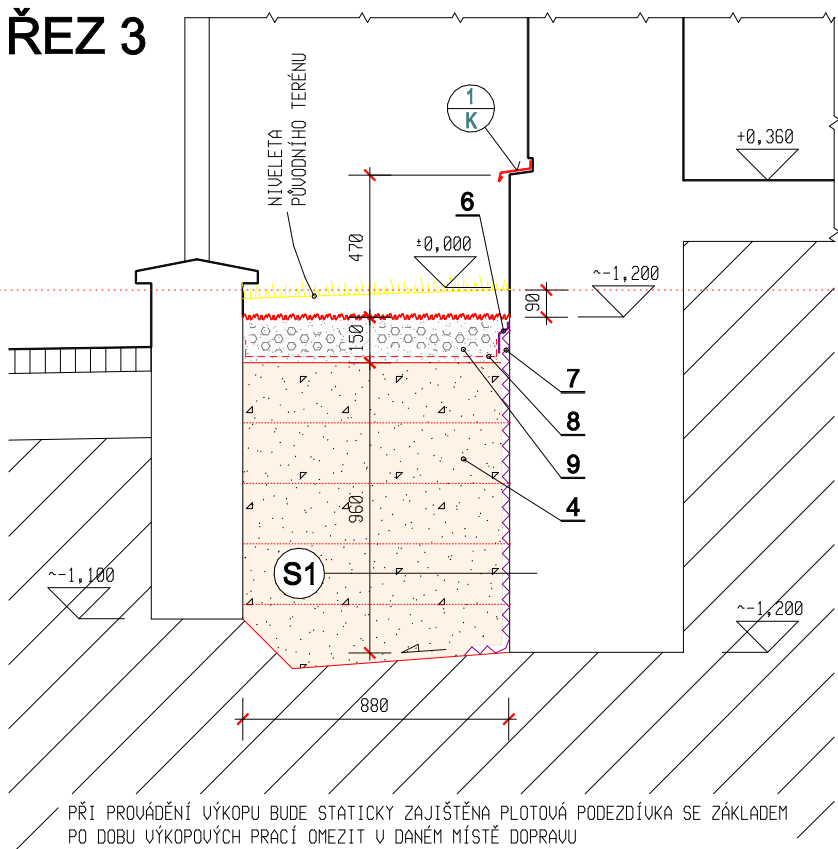 ŘEZ 3
NIVELETA
PŮVODNÍHO TERÉNU
1
K
+0,360
6
470
±0,000
~-1,200
90
150
7
8
9
4
960
S1
~-1,100
~-1,200
880
PŘI PROVÁDĚNÍ VÝKOPU BUDE STATICKY ZAJIŠTĚNA PLOTOVÁ PODEZDÍVKA SE ZÁKLADEM
PO DOBU VÝKOPOVÝCH PRACÍ OMEZIT V DANÉM MÍSTĚ DOPRAVU